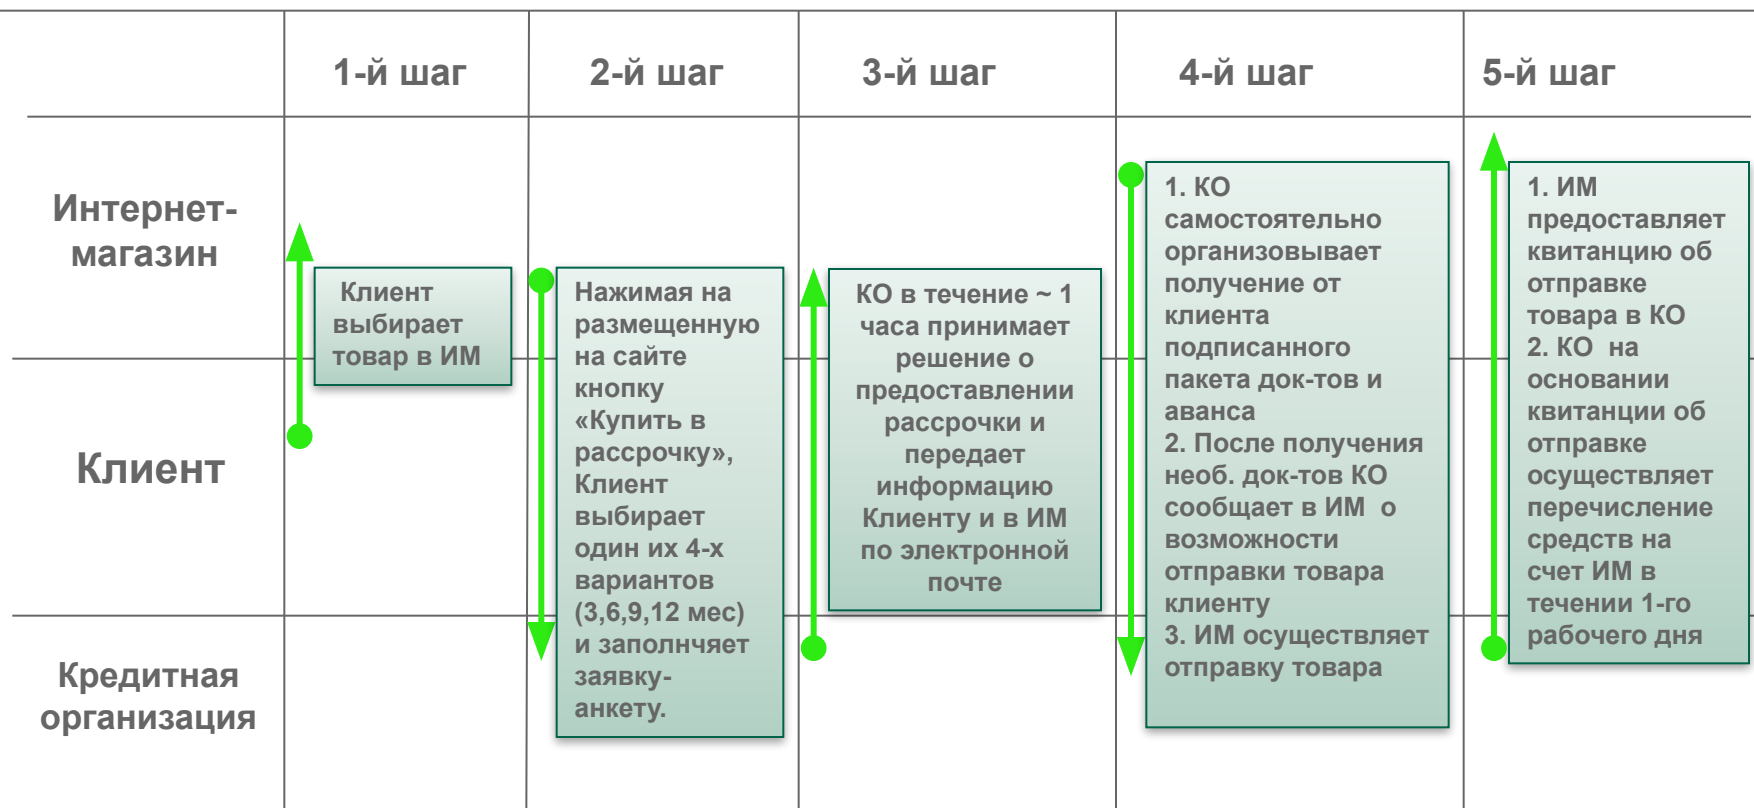 1-й шаг
2-й шаг
3-й шаг
4-й шаг
5-й шаг
Интернет-
магазин
Клиент
Кредитная
организация
Клиент
выбирает
товар в ИМ
Нажимая на
размещенную
на сайте
кнопку
«Купить в
рассрочку»,
Клиент
выбирает
один их 4-х
вариантов
(3,6,9,12 мес)
и заполнчяет
заявку-
анкету.
КО в течение ~ 1
часа принимает
решение о
предоставлении
рассрочки и
передает
информацию
Клиенту и в ИМ
по электронной
почте
1. КО
самостоятельно
организовывает
получение от
клиента
подписанного
пакета док-тов и
аванса
2. После получения
необ. док-тов КО
сообщает в ИМ о
возможности
отправки товара
клиенту
3. ИМ осуществляет
отправку товара
1. ИМ
предоставляет
квитанцию об
отправке
товара в КО
2. КО на
основании
квитанции об
отправке
осуществляет
перечисление
средств на
счет ИМ в
течении 1-го
рабочего дня